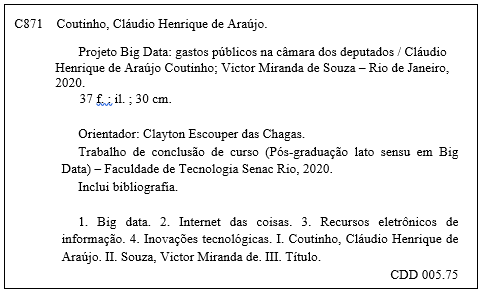 C871 Coutinho, Cláudio Henrique de Araújo.
Projeto Big Data: gastos públicos na câmara dos deputados / Cláudio
Henrique de Araújo Coutinho; Victor Miranda de Souza – Rio de Janeiro,
2020.
37 f. : il. ; 30 cm.
Orientador: Clayton Escouper das Chagas.
Trabalho de conclusão de curso (Pós-graduação lato sensu em Big
Data) – Faculdade de Tecnologia Senac Rio, 2020.
Inclui bibliografia.
1. Big data. 2. Internet das coisas. 3. Recursos eletrônicos de
informação. 4. Inovações tecnológicas. I. Coutinho, Cláudio Henrique de
Araújo. II. Souza, Victor Miranda de. III. Título.
CDD 005.75